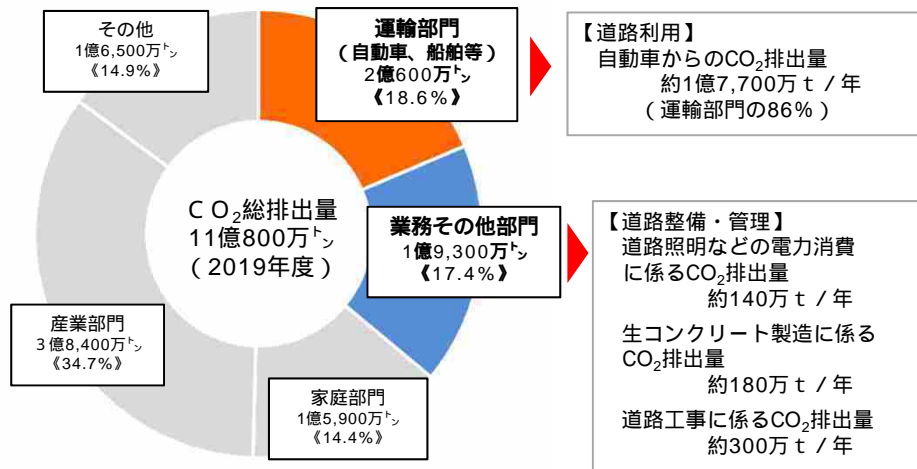 その他
1億6,500万㌧
《14.9%》
運輸部門
(自動車、船舶等)
2億600万㌧
《18.6%》
【道路利用】
自動車からのCO₂排出量
約1億7,700万t/年
(運輸部門の86%)
CO₂総排出量
11億800万㌧
(2019年度)
業務その他部門
1億9,300万㌧
《17.4%》
【道路整備・管理】
道路照明などの電力消費
に係るCO₂排出量
約140万t/年
生コンクリート製造に係る
CO₂排出量
約180万t/年
道路工事に係るCO₂排出量
約300万t/年
産業部門
3億8,400万㌧
《34.7%》
家庭部門
1億5,900万㌧
《14.4%》